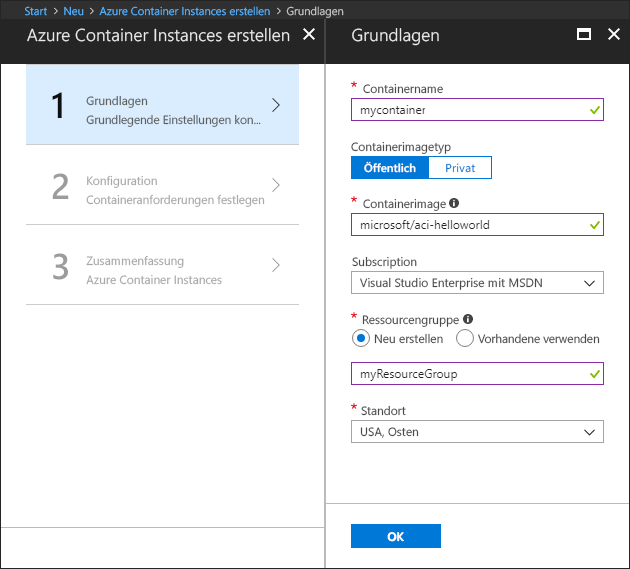 Start > Neu > Azure Container Instances erstellen > Grundlagen
Azure Container Instances erstellen
1
Grundlagen
Grundlegende Einstellungen kon...
2
Konfiguration
Containeranforderungen festlegen
3
Zusammenfassung
Azure Container Instances
Grundlagen
* Containername
mycontainer
Containerimagetyp
Öffentlich Privat
* Containerimage
microsoft/aci-helloworld
Subscription
Visual Studio Enterprise mit MSDN
* Ressourcengruppe
Neu erstellen Vorhandene verwenden
myResourceGroup
* Standort
USA, Osten
OK